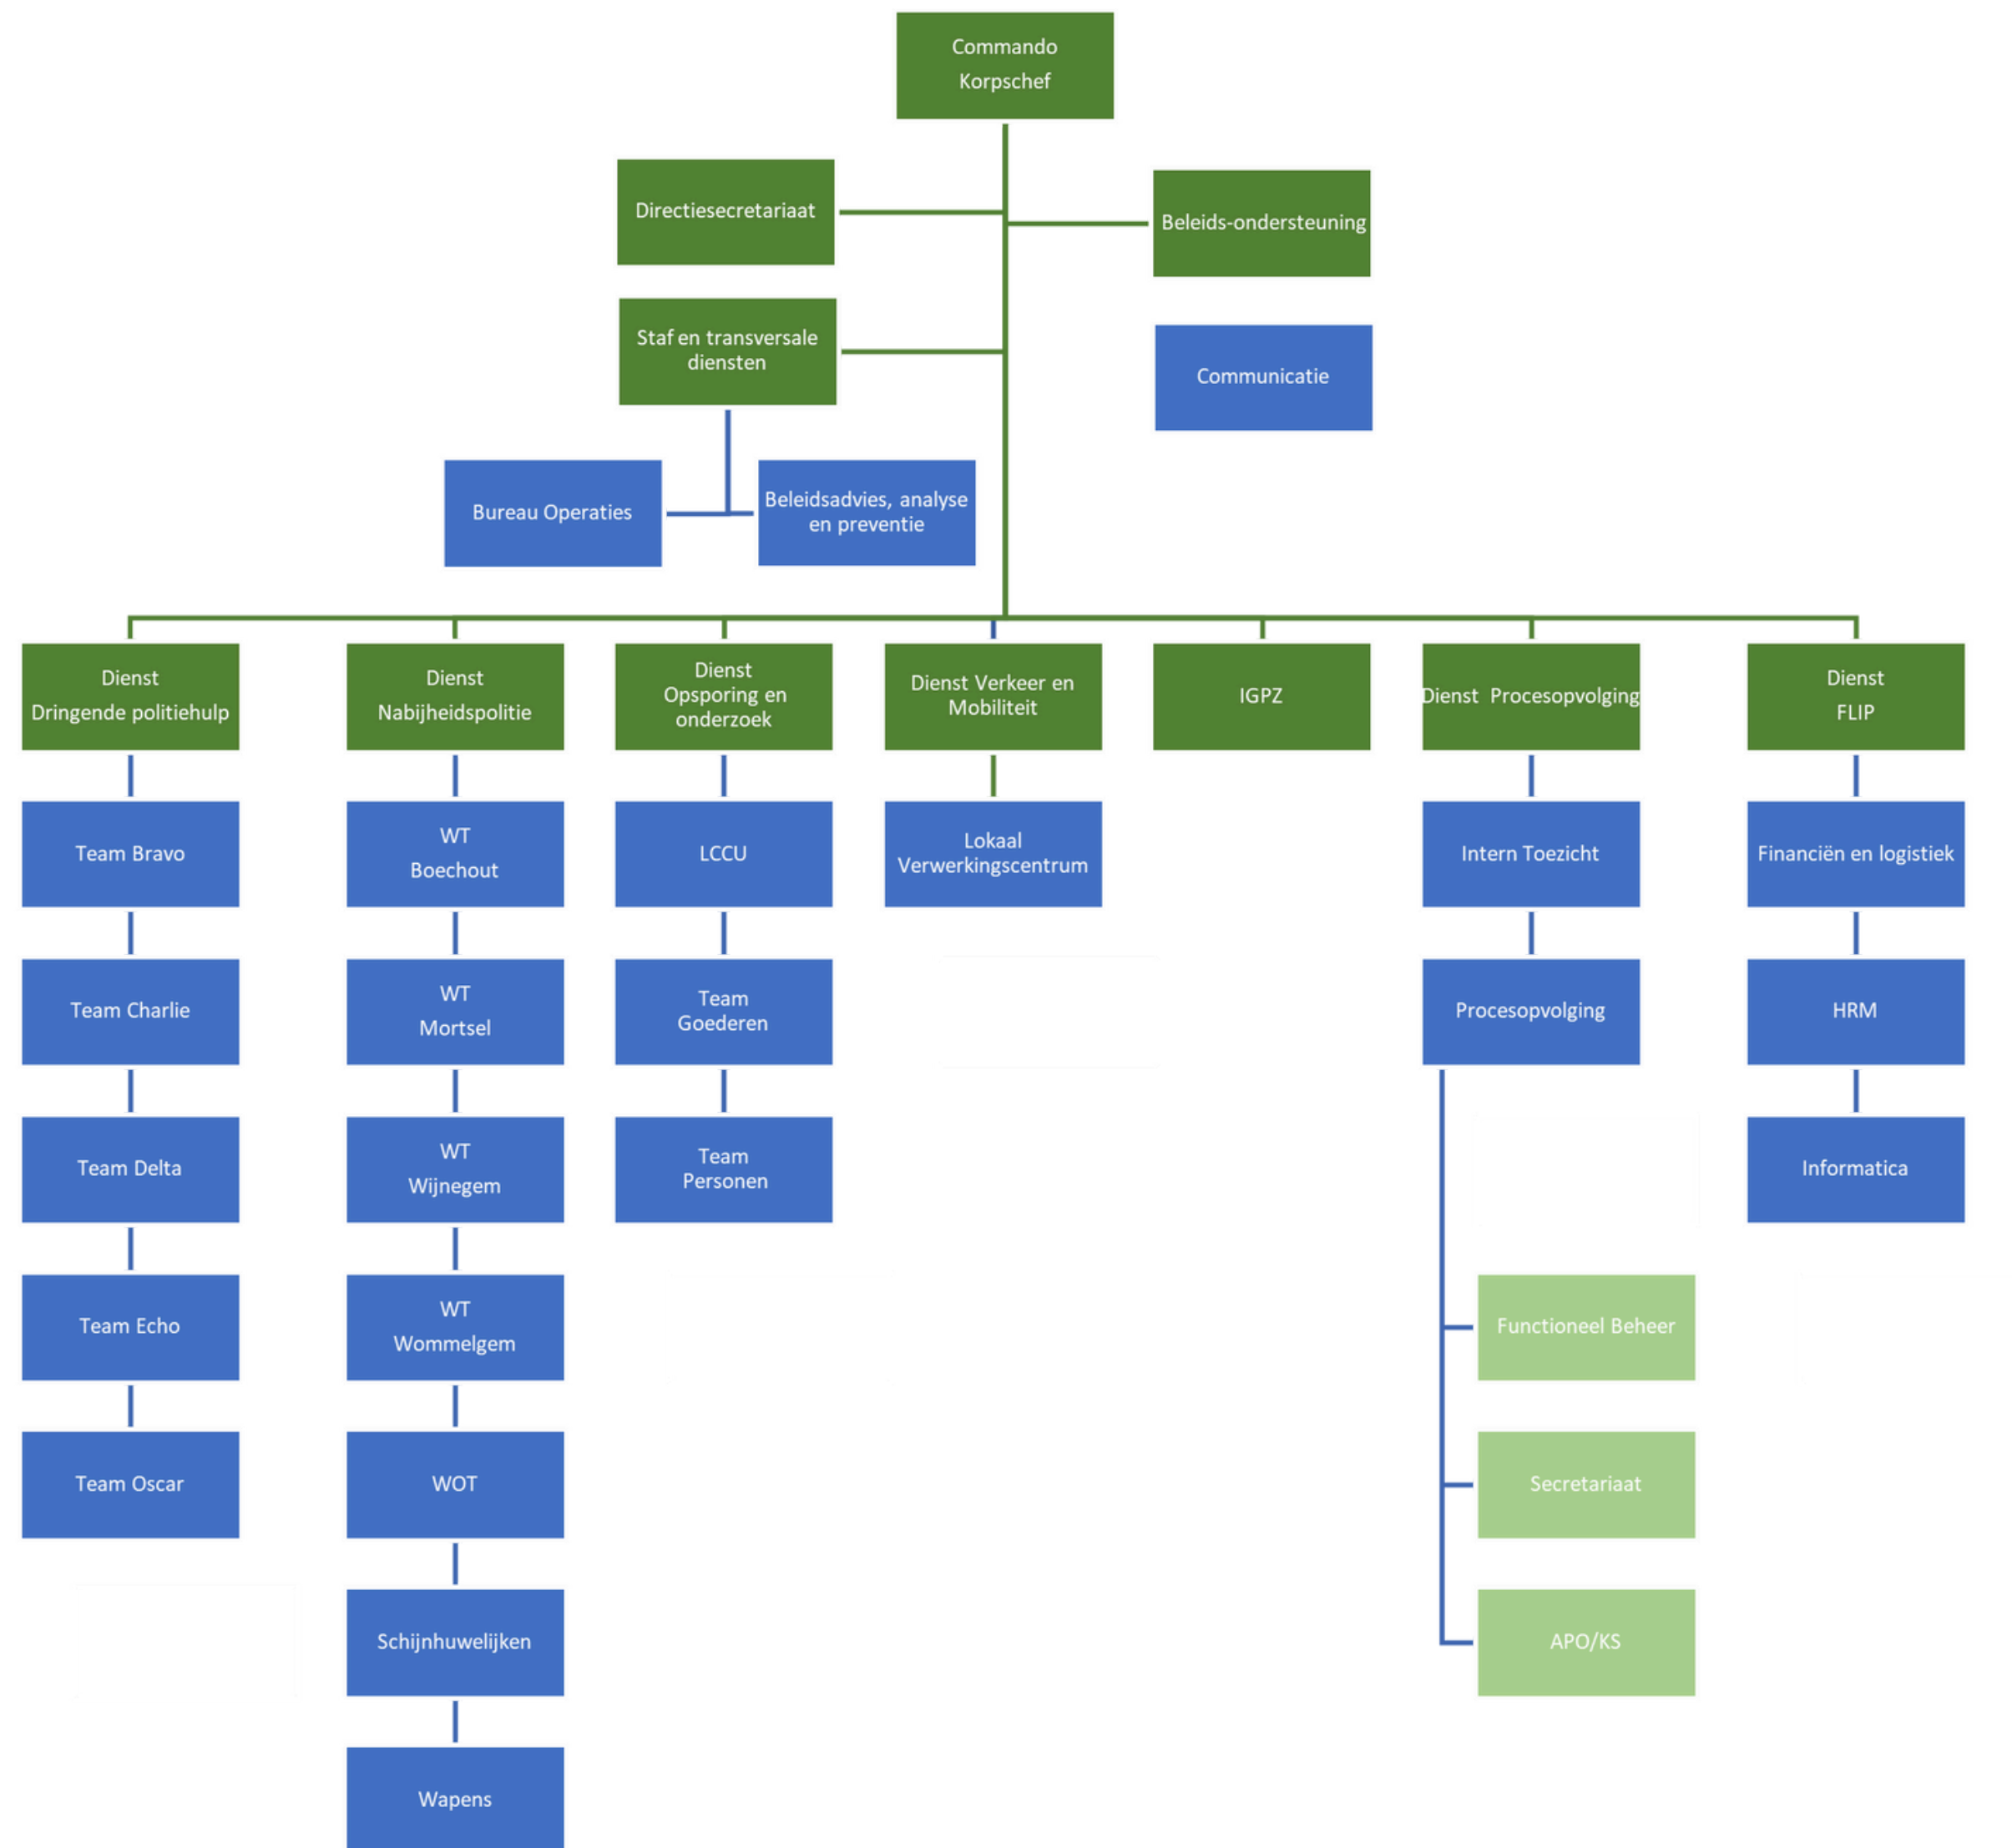 Commando
Korpschef
Directiesecretariaat
Beleids-ondersteuning
Staf en transversale
diensten
Communicatie
Bureau Operaties
Beleidsadvies, analyse
en preventie
Dienst
Dringende politiehulp
Dienst
Nabijheidspolitie
Dienst
Opsporing en
onderzoek
Dienst Verkeer en
Mobiliteit
IGPZ
Dienst  Procesopvolging
Dienst
FLIP
Team Bravo
WT
Boechout
LCCU
Lokaal
Verwerkingscentrum
Intern Toezicht
Financiën en logistiek
Team Charlie
WT
Mortsel
Team
Goederen
Procesopvolging
HRM
Team Delta
WT
Wijnegem
Team
Personen
Informatica
Team Echo
WT
Wommelgem
Functioneel Beheer
Team Oscar
WOT
Secretariaat
Schijnhuwelijken
APO/KS
Wapens